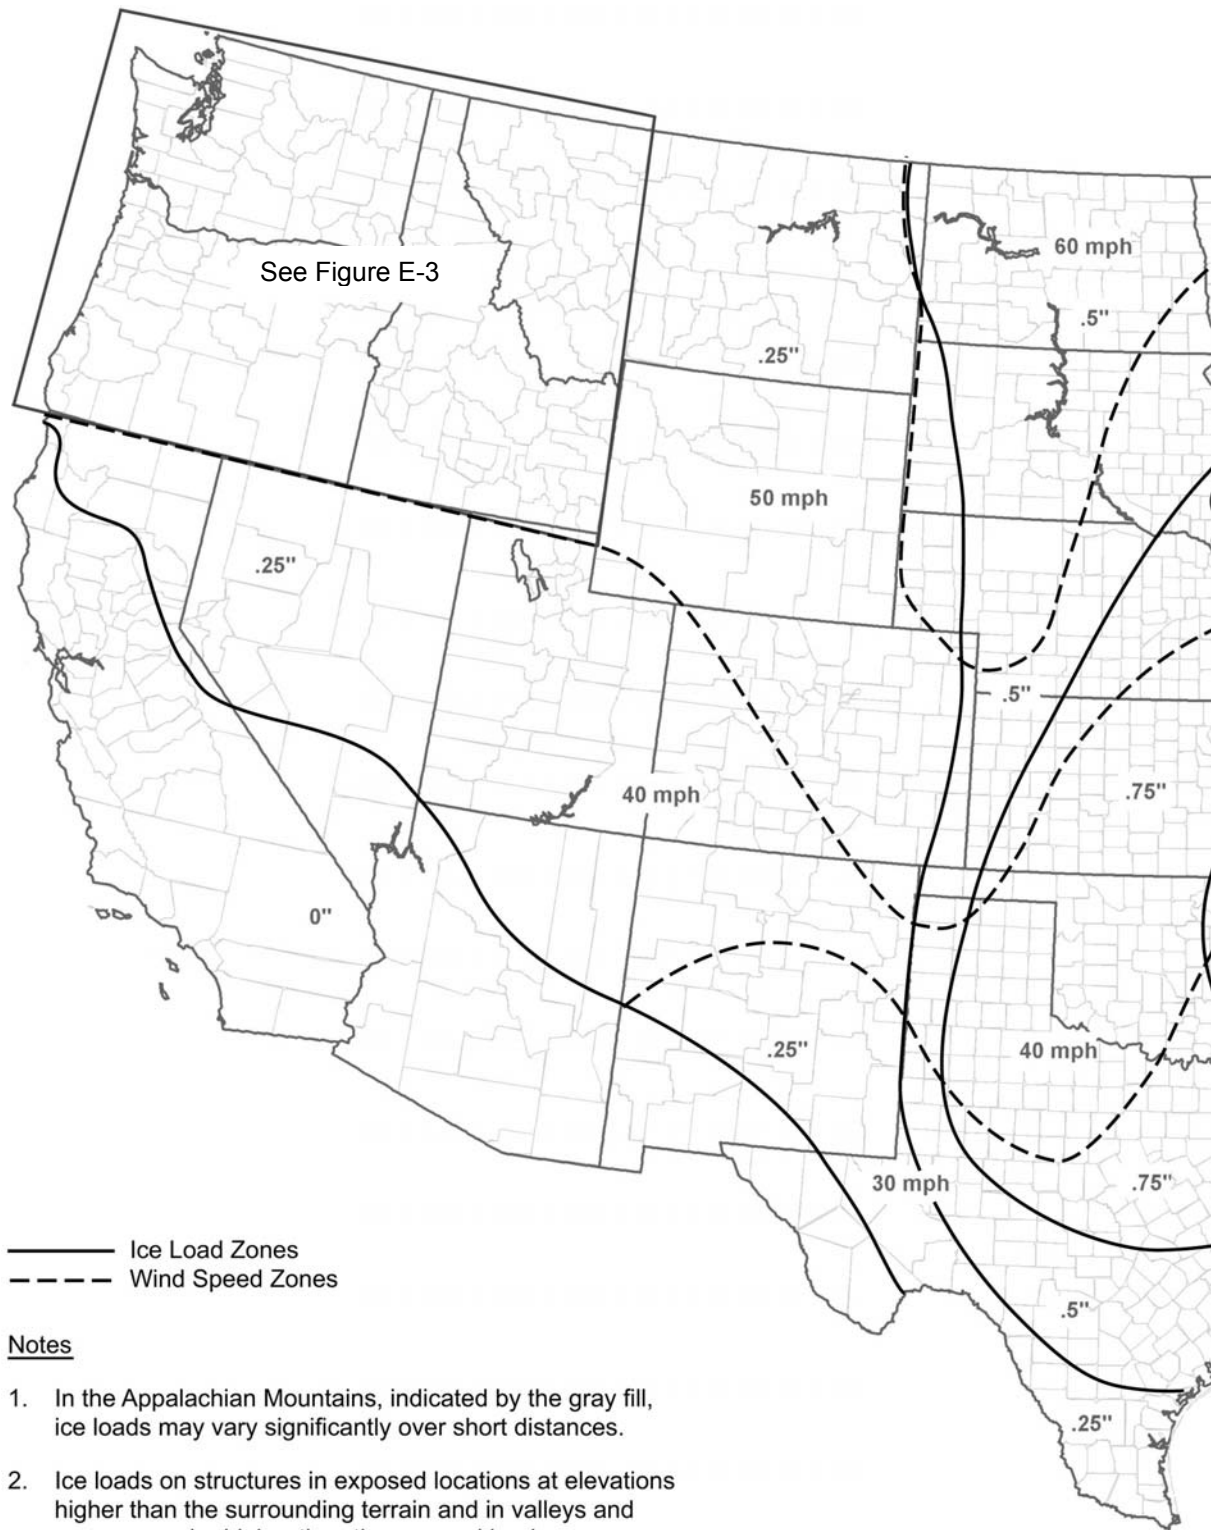 See Figure E-3
60 mph
.5"
.25"
50 mph
.25"
.5"
40 mph
.75"
0"
.25"
40 mph
30 mph
.75"
.5"
.25"
Ice Load Zones
Wind Speed Zones
Notes
1. In the Appalachian Mountains, indicated by the gray fill,
ice loads may vary significantly over short distances.
2. Ice loads on structures in exposed locations at elevations
higher than the surrounding terrain and in valleys and